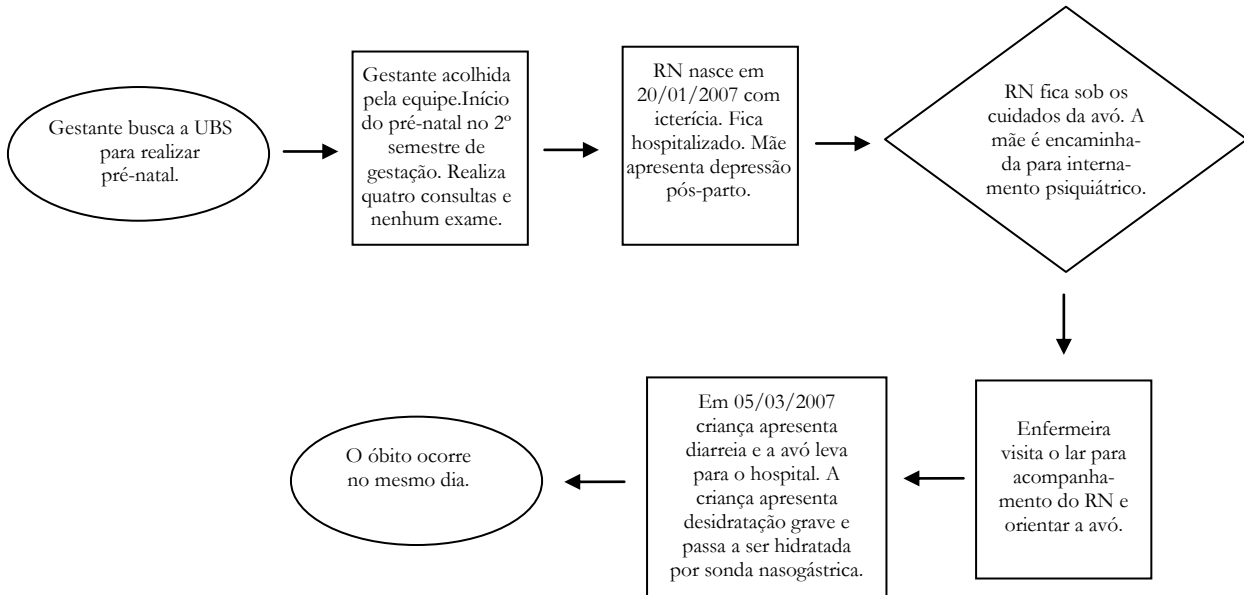 Gestante busca a UBS
para realizar
pré-natal.
Gestante acolhida
pela equipe.Início
do pré-natal no 2º
semestre de
gestação. Realiza
quatro consultas e
nenhum exame.
RN nasce em
20/01/2007 com
icterícia. Fica
hospitalizado. Mãe
apresenta depressão
pós-parto.
RN fica sob os
cuidados da avó. A
mãe é encaminha-
da para interna-
mento psiquiátrico.
Enfermeira
visita o lar para
acompanha-
mento do RN e
orientar a avó.
Em 05/03/2007
criança apresenta
diarreia e a avó leva
para o hospital. A
criança apresenta
desidratação grave e
passa a ser hidratada
por sonda nasogástrica.
O óbito ocorre
no mesmo dia.